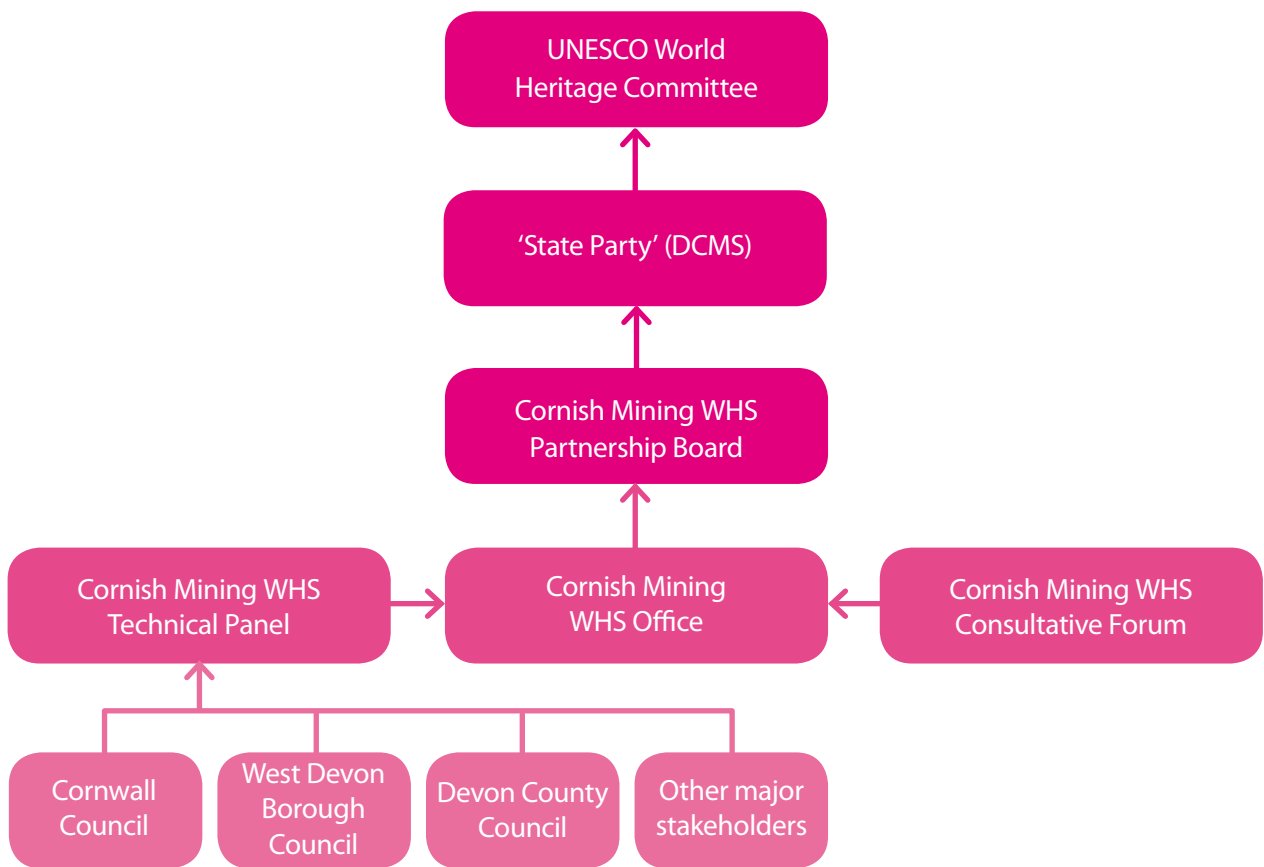 UNESCO World
Heritage Committee
‘State Party’ (DCMS)
Cornish Mining WHS
Partnership Board
Cornish Mining WHS
Technical Panel
Cornish Mining
WHS Office
Cornish Mining WHS
Consultative Forum
Cornwall
Council
West Devon
Borough
Council
Devon County
Council
Other major
stakeholders